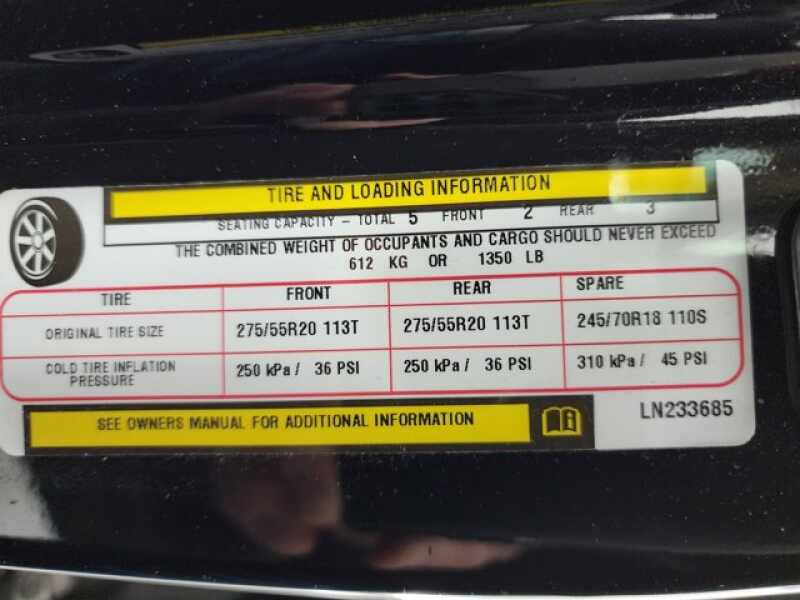 TIRE AND LOADING INFORMATION
SEATING CAPACITY – TOTAL 5 FRONT 2 REAR 3
THE COMBINED WEIGHT OF OCCUPANTS AND CARGO SHOULD NEVER EXCEED
612 KG OR 1350 LB
TIRE FRONT REAR SPARE
ORIGINAL TIRE SIZE 275/55R20 113T 275/55R20 113T 245/70R18 110S
COLD TIRE INFLATION PRESSURE 250 kPa / 36 PSI 250 kPa / 36 PSI 310 kPa / 45 PSI
SEE OWNERS MANUAL FOR ADDITIONAL INFORMATION
LN233685